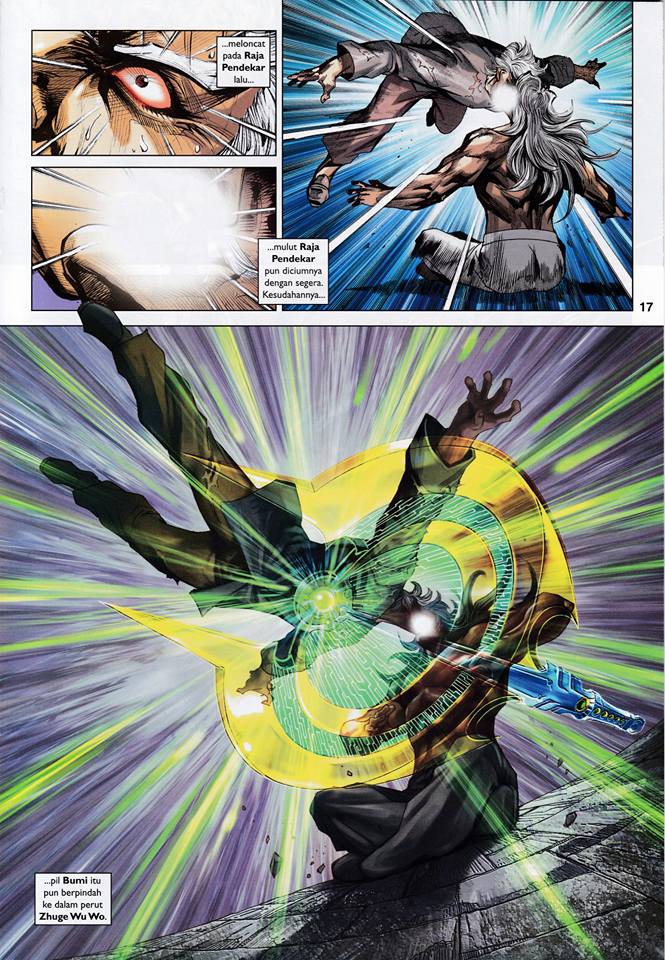 ...meloncat
pada Raja
Pendekar
lalu...
...mulut Raja
Pendekar
pun diciumnya
dengan segera.
Kesudahannya...
17
...pil Bumi itu
pun berpindah
ke dalam perut
Zhuge Wu Wo.